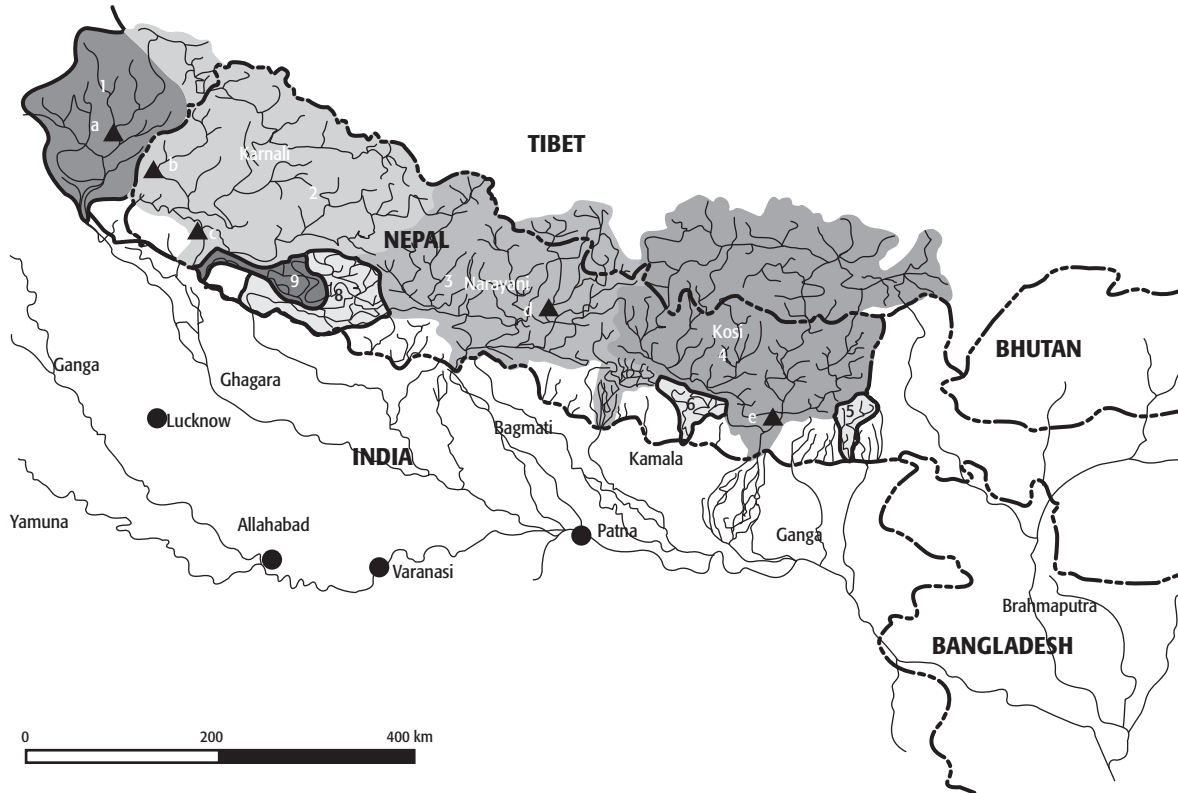 1
a
b
Karnali
2
c
TIBET
NEPAL
9
3
Narayani
d
Kosi
4
e
6
5
BHUTAN
Ganga
Ghagara
Lucknow
Bagmati
INDIA
Kamala
Yamuna
Allahabad
Patna
Ganga
Varanasi
Brahmaputra
BANGLADESH
0 200 400 km